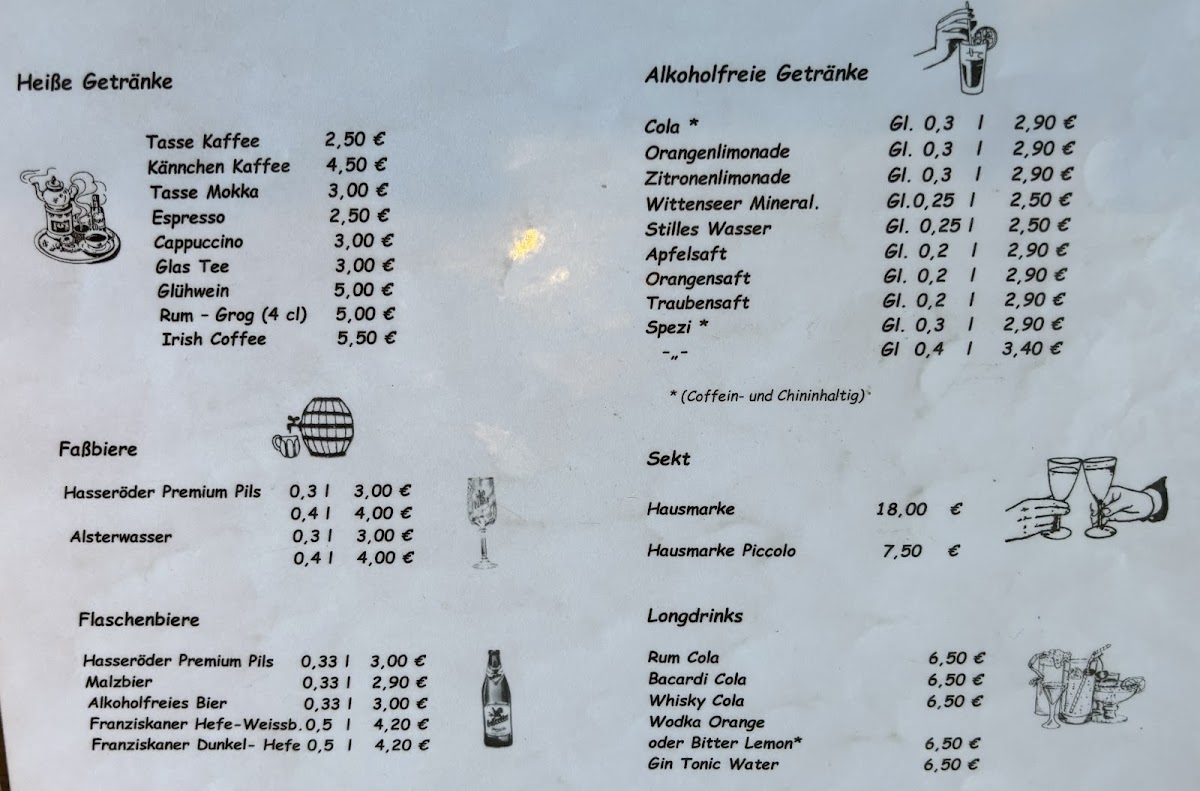 Heiße Getränke
Tasse Kaffee 2,50 €
Kännchen Kaffee 4,50 €
Tasse Mokka 3,00 €
Espresso 2,50 €
Cappuccino 3,00 €
Glas Tee 3,00 €
Glühwein 5,00 €
Rum - Grog (4 cl) 5,00 €
Irish Coffee 5,50 €
Faßbiere
Hasseröder Premium Pils 0,3 l 3,00 €
0,4 l 4,00 €
Alsterwasser 0,3 l 3,00 €
0,4 l 4,00 €
Flaschenbiere
Hasseröder Premium Pils 0,33 l 3,00 €
Malzbier 0,33 l 2,90 €
Alkoholfreies Bier 0,33 l 3,00 €
Franziskaner Hefe-Weissb. 0,5 l 4,20 €
Franziskaner Dunkel- Hefe 0,5 l 4,20 €
Alkoholfreie Getränke
Cola * Gl. 0,3 l 2,90 €
Orangenlimonade Gl. 0,3 l 2,90 €
Zitronenlimonade Gl. 0,3 l 2,90 €
Wittenseer Mineral. Gl.0,25 l 2,50 €
Stilles Wasser Gl. 0,25 l 2,50 €
Apfelsaft Gl. 0,2 l 2,90 €
Orangensaft Gl. 0,2 l 2,90 €
Traubensaft Gl. 0,2 l 2,90 €
Spezi * Gl. 0,3 l 2,90 €
-„- Gl 0,4 l 3,40 €
* (Coffein- und Chininhaltig)
Sekt
Hausmarke 18,00 €
Hausmarke Piccolo 7,50 €
Longdrinks
Rum Cola 6,50 €
Bacardi Cola 6,50 €
Whisky Cola 6,50 €
Wodka Orange
oder Bitter Lemon* 6,50 €
Gin Tonic Water 6,50 €